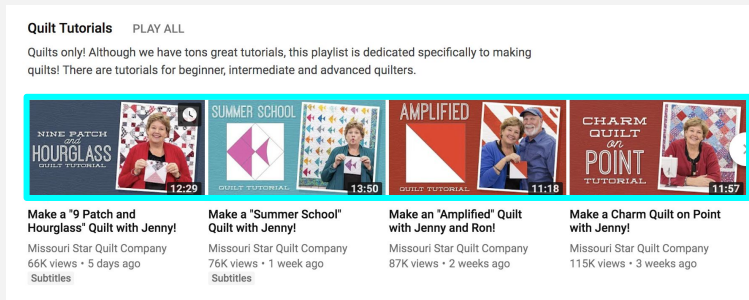 Quilt Tutorials PLAY ALL
Quilts only! Although we have tons great tutorials, this playlist is dedicated specifically to making
quilts! There are tutorials for beginner, intermediate and advanced quilters.
NINE PATCH
and
HOURGLASS
QUILT TUTORIAL
12:29
SUMMER SCHOOL
QUILT TUTORIAL
13:50
AMPLIFIED
QUILT TUTORIAL
11:18
CHARM
QUILT
on
POINT
TUTORIAL
11:57
Make a "9 Patch and
Hourglass" Quilt with Jenny!
Missouri Star Quilt Company
66K views • 5 days ago
Subtitles
Make a "Summer School"
Quilt with Jenny!
Missouri Star Quilt Company
76K views • 1 week ago
Subtitles
Make an "Amplified" Quilt
with Jenny and Ron!
Missouri Star Quilt Company
87K views • 2 weeks ago
Make a Charm Quilt on Point
with Jenny!
Missouri Star Quilt Company
115K views • 3 weeks ago